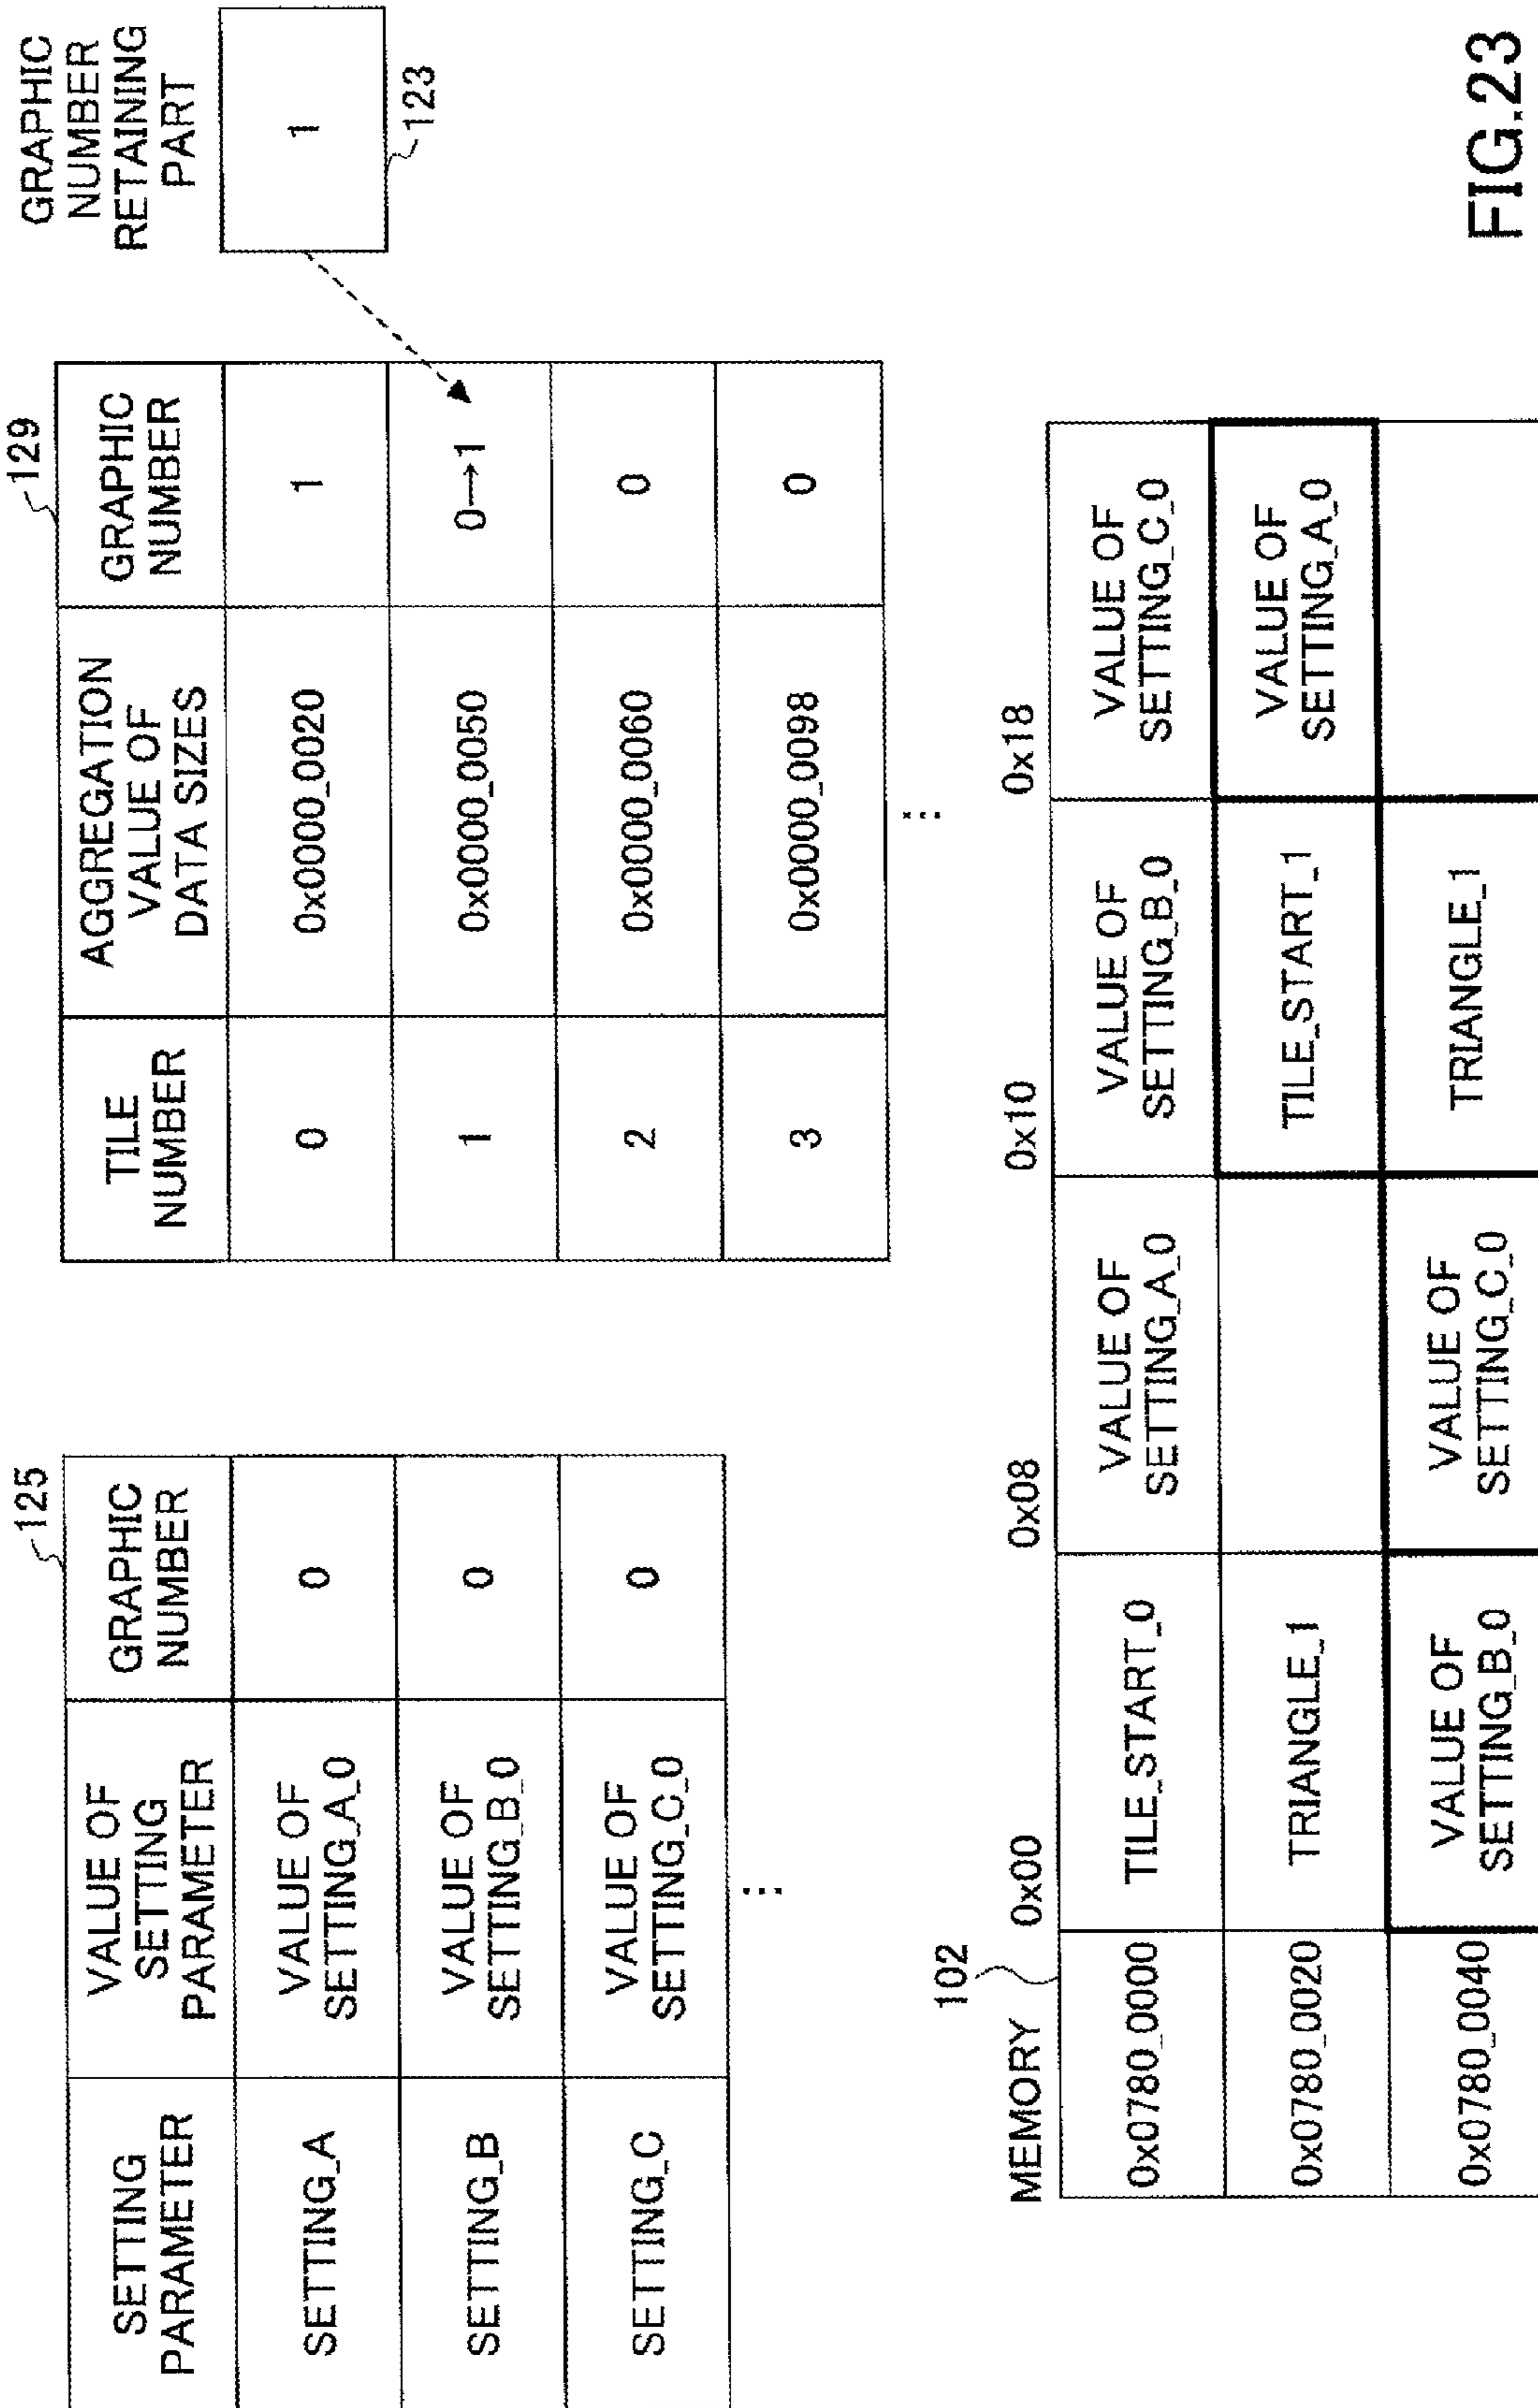 125
SETTING
PARAMETER
VALUE OF
SETTING
PARAMETER
GRAPHIC
NUMBER
SETTING_A
VALUE OF
SETTING_A_0
0
SETTING_B
VALUE OF
SETTING_B_0
0
SETTING_C
VALUE OF
SETTING_C_0
0
...
129
TILE
NUMBER
AGGREGATION
VALUE OF
DATA SIZES
GRAPHIC
NUMBER
0
0x0000_0020
1
1
0x0000_0050
0→1
2
0x0000_0060
0
3
0x0000_0098
0
...
GRAPHIC
NUMBER
RETAINING
PART
1
123
MEMORY
102
0x00
0x08
0x10
0x18
0x0780_0000
TILE_START_0
VALUE OF
SETTING_A_0
VALUE OF
SETTING_B_0
VALUE OF
SETTING_C_0
0x0780_0020
TRIANGLE_1
TILE_START_1
VALUE OF
SETTING_A_0
0x0780_0040
VALUE OF
SETTING_B_0
VALUE OF
SETTING_C_0
TRIANGLE_1
FIG.23